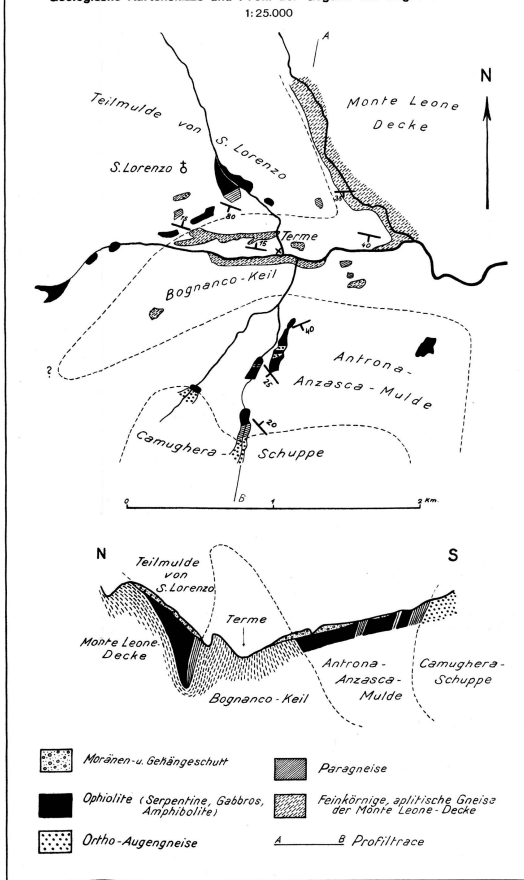 1:25.000
A
N
Teilmulde von S. Lorenzo
Monte Leone
Decke
S. Lorenzo
80
75
15
35
40
Terme
Bognanco-Keil
?
40
25
20
Antrona-
Anzasca-Mulde
Camughera
Schuppe
B
0 1 2 Km.
N S
Teilmulde
von
S. Lorenzo
Terme
Monte Leone-
Decke
Bognanco-Keil
Antrona-
Anzasca-
Mulde
Camughera-
Schuppe
Moränen-u. Gehängeschutt
Paragneise
Ophiolite (Serpentine, Gabbros,
Amphibolite)
Feinkörnige, aplitische Gneise
der Monte Leone-Decke
Ortho-Augengneise
A B Profiltrace